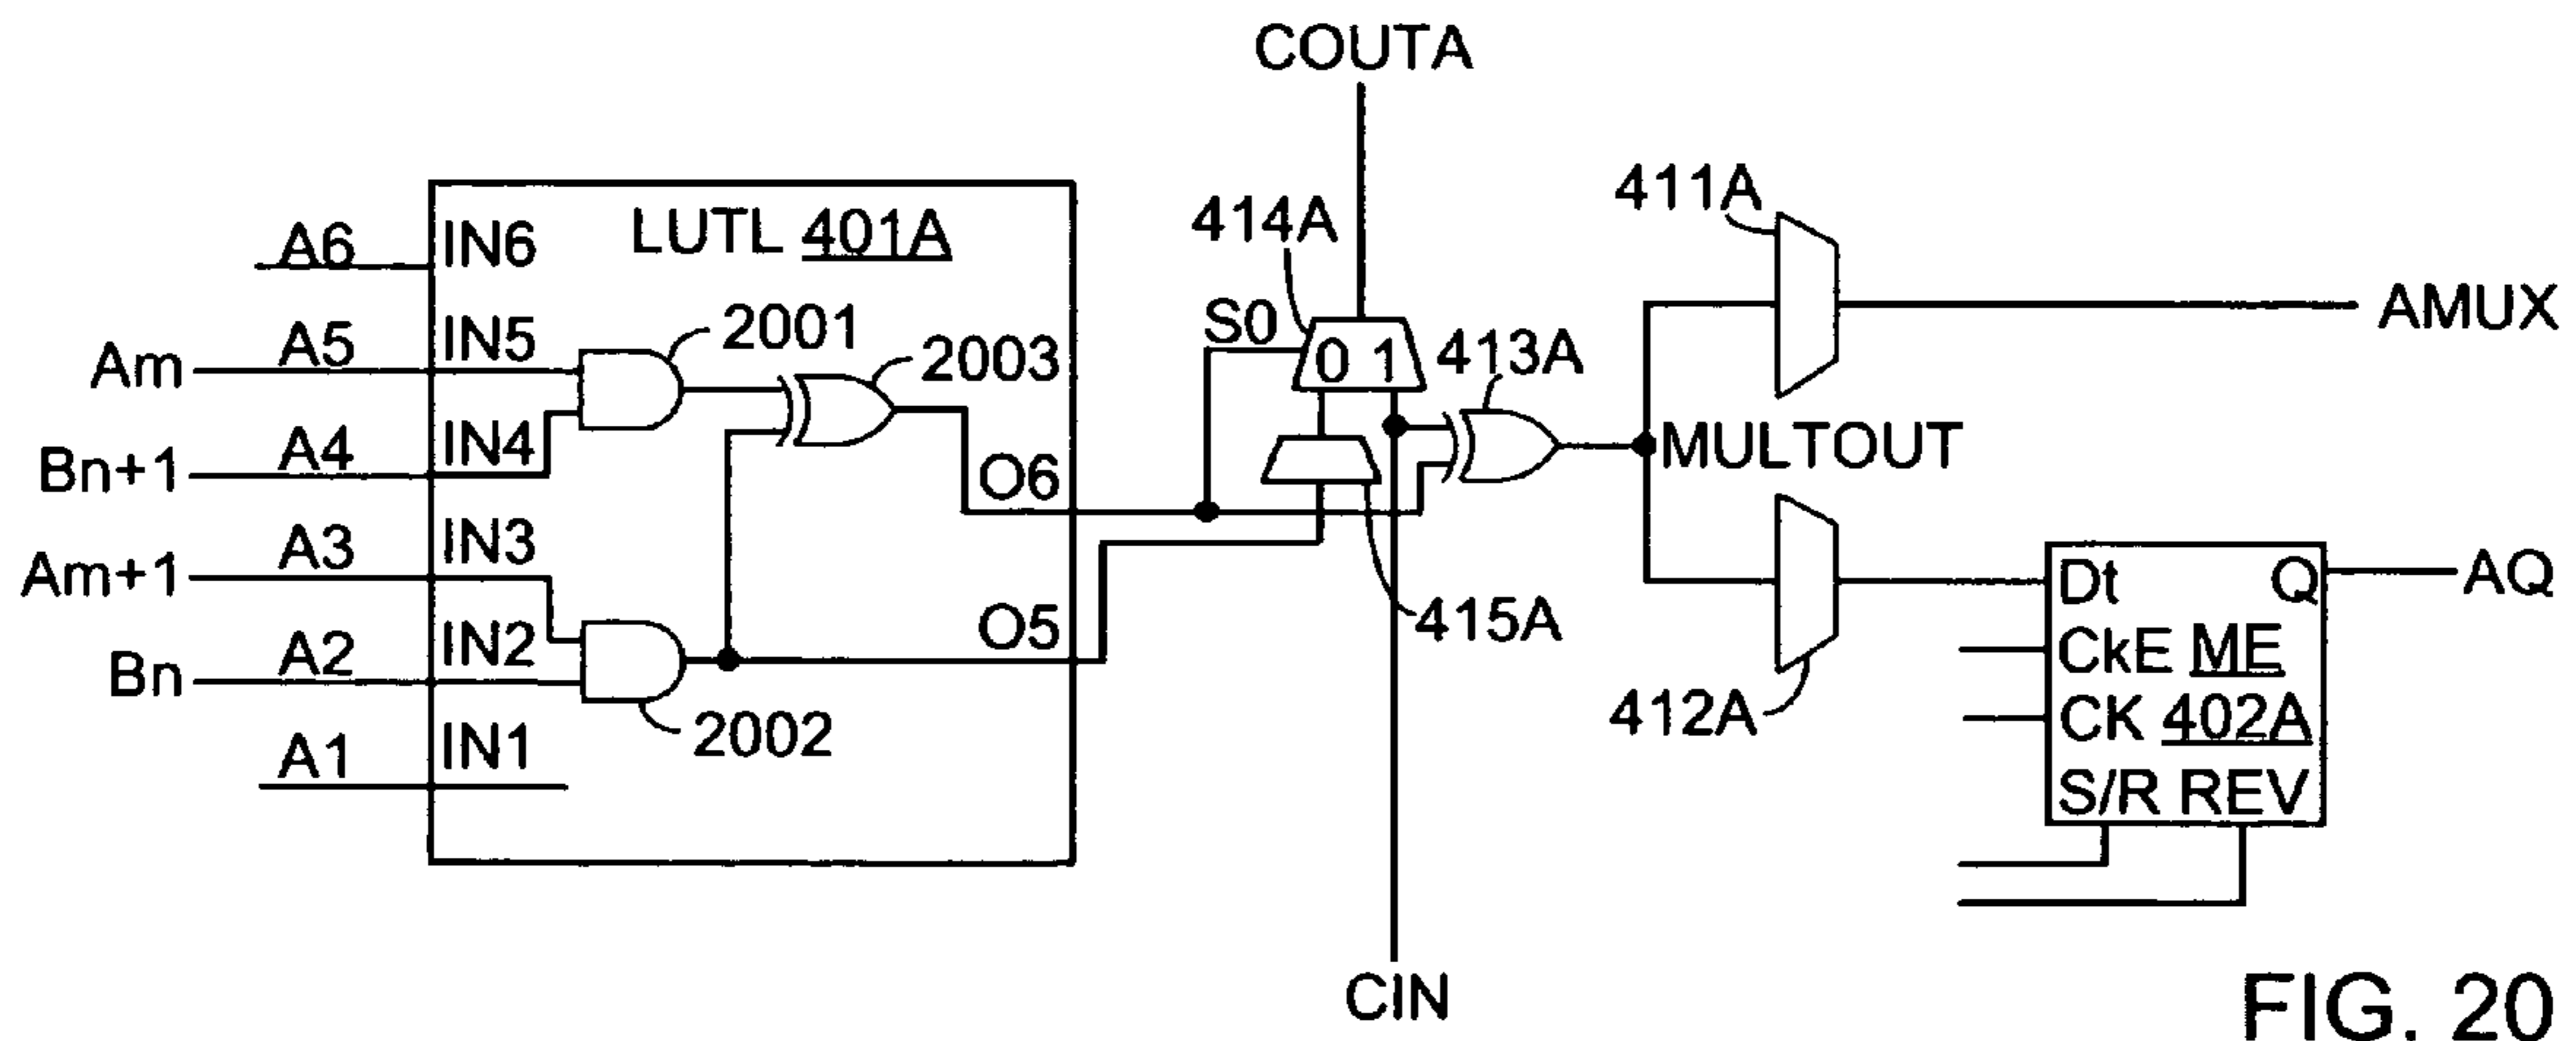 COUTA
A6 IN6 LUTL 401A
414A
411A
Am A5 IN5 2001
S0
0 1
413A
2003
AMUX
Bn+1 A4 IN4
O6
MULTOUT
Am+1 A3 IN3
Bn A2 IN2
O5
415A
2002
412A
Dt Q AQ
CkE ME
CK 402A
S/R REV
A1 IN1
CIN
FIG. 20